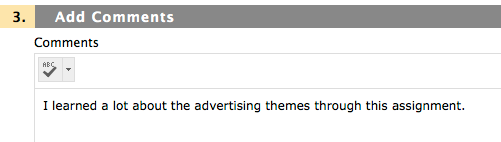 3. Add Comments
Comments
ABC
I learned a lot about the advertising themes through this assignment.